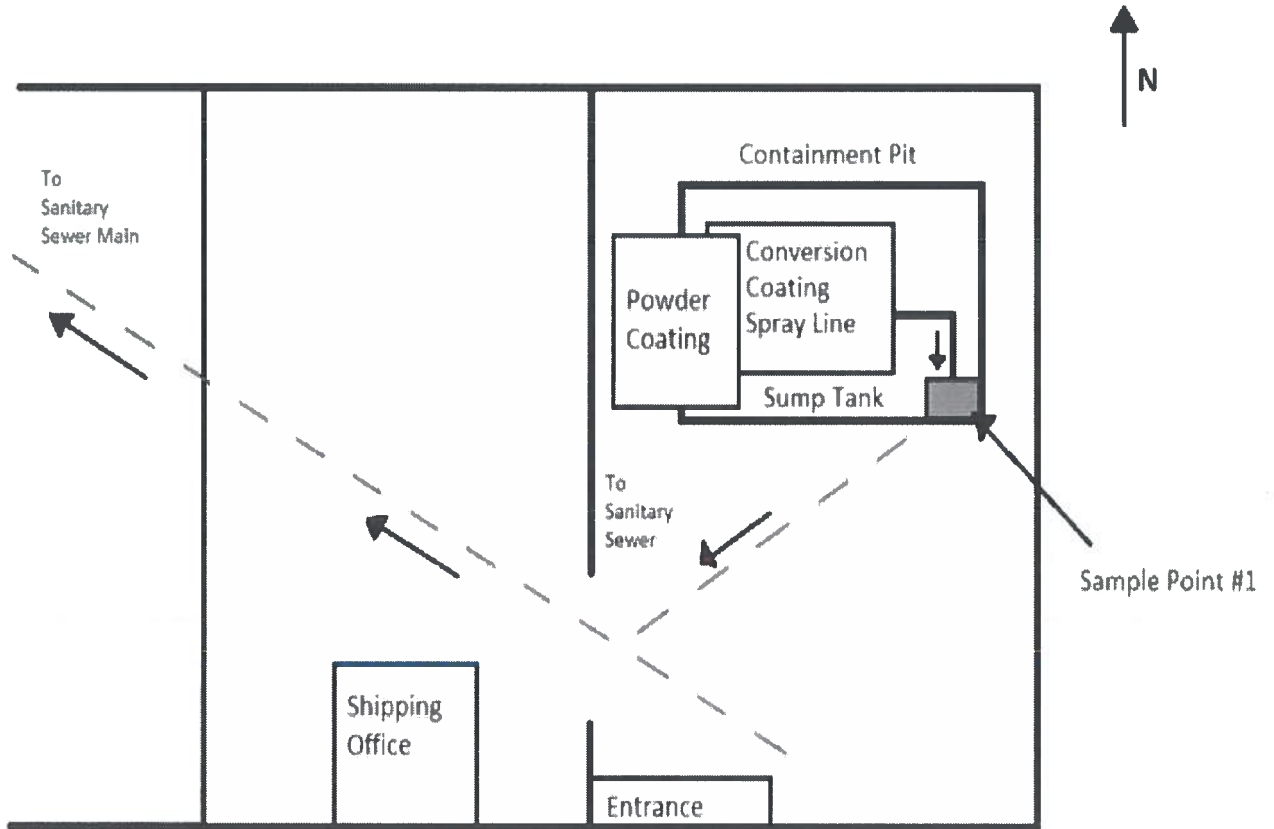 N
Containment Pit
To
Sanitary
Sewer Main
Conversion
Coating
Spray Line
Powder
Coating
Sump Tank
To
Sanitary
Sewer
Sample Point #1
Shipping
Office
Entrance